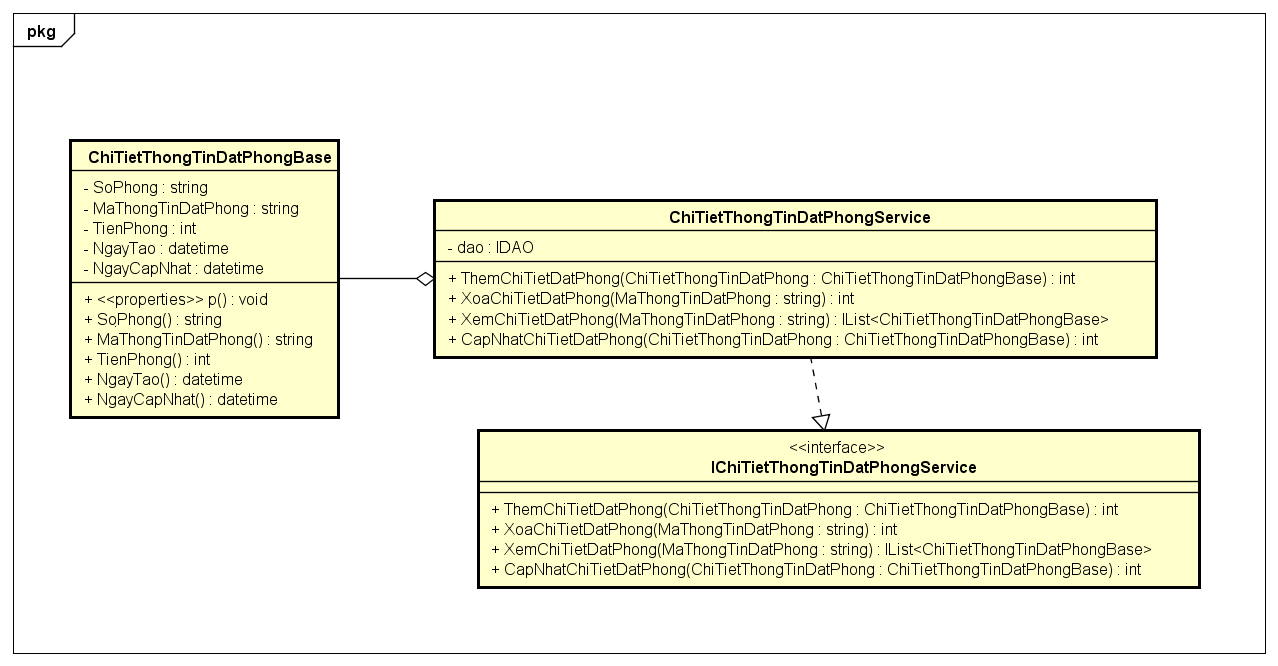 pkg
ChiTietThongTinDatPhongBase
- SoPhong : string
- MaThongTinDatPhong : string
- TienPhong : int
- NgayTao : datetime
- NgayCapNhat : datetime
+ <<properties>> p() : void
+ SoPhong() : string
+ MaThongTinDatPhong() : string
+ TienPhong() : int
+ NgayTao() : datetime
+ NgayCapNhat() : datetime
ChiTietThongTinDatPhongService
- dao : IDAO
+ ThemChiTietDatPhong(ChiTietThongTinDatPhong : ChiTietThongTinDatPhongBase) : int
+ XoaChiTietDatPhong(MaThongTinDatPhong : string) : int
+ XemChiTietDatPhong(MaThongTinDatPhong : string) : IList<ChiTietThongTinDatPhongBase>
+ CapNhatChiTietDatPhong(ChiTietThongTinDatPhong : ChiTietThongTinDatPhongBase) : int
<<interface>>
IChiTietThongTinDatPhongService
+ ThemChiTietDatPhong(ChiTietThongTinDatPhong : ChiTietThongTinDatPhongBase) : int
+ XoaChiTietDatPhong(MaThongTinDatPhong : string) : int
+ XemChiTietDatPhong(MaThongTinDatPhong : string) : IList<ChiTietThongTinDatPhongBase>
+ CapNhatChiTietDatPhong(ChiTietThongTinDatPhong : ChiTietThongTinDatPhongBase) : int